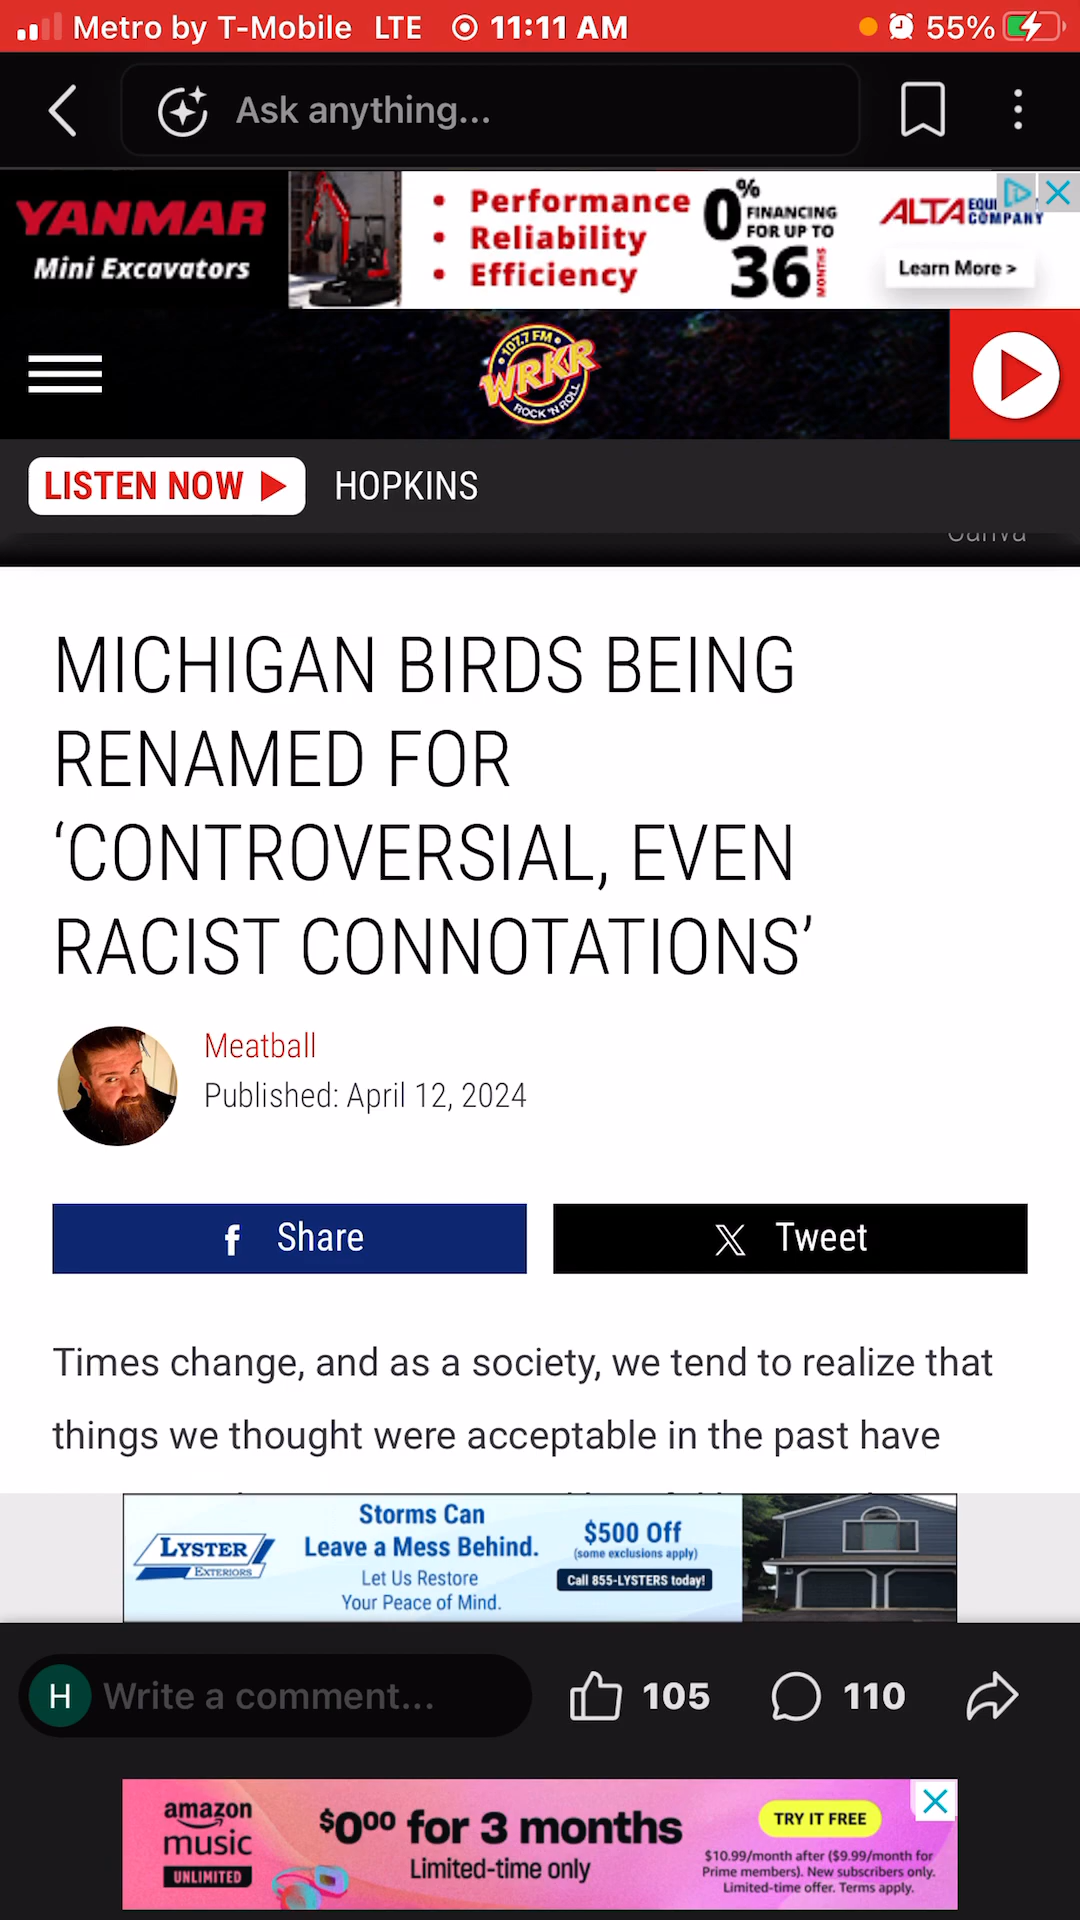 Metro by T-Mobile LTE 11:11 AM 55%
Ask anything...
YANMAR
Mini Excavators
• Performance
• Reliability
• Efficiency
0% FINANCING FOR UP TO 36 MONTHS
ALTA EQUI COMPANY
Learn More >
107.7 FM
WRKR
ROCK 'N ROLL
LISTEN NOW HOPKINS
Canva
MICHIGAN BIRDS BEING
RENAMED FOR
‘CONTROVERSIAL, EVEN
RACIST CONNOTATIONS’
Meatball
Published: April 12, 2024
f Share
X Tweet
Times change, and as a society, we tend to realize that
things we thought were acceptable in the past have
LYSTER
EXTERIORS
Storms Can
Leave a Mess Behind.
Let Us Restore
Your Peace of Mind.
$500 Off
(some exclusions apply)
Call 855-LYSTERS today!
H Write a comment... 105 110
amazon
music
UNLIMITED
$000 for 3 months
Limited-time only
TRY IT FREE
$10.99/month after ($9.99/month for
Prime members). New subscribers only.
Limited-time offer. Terms apply.